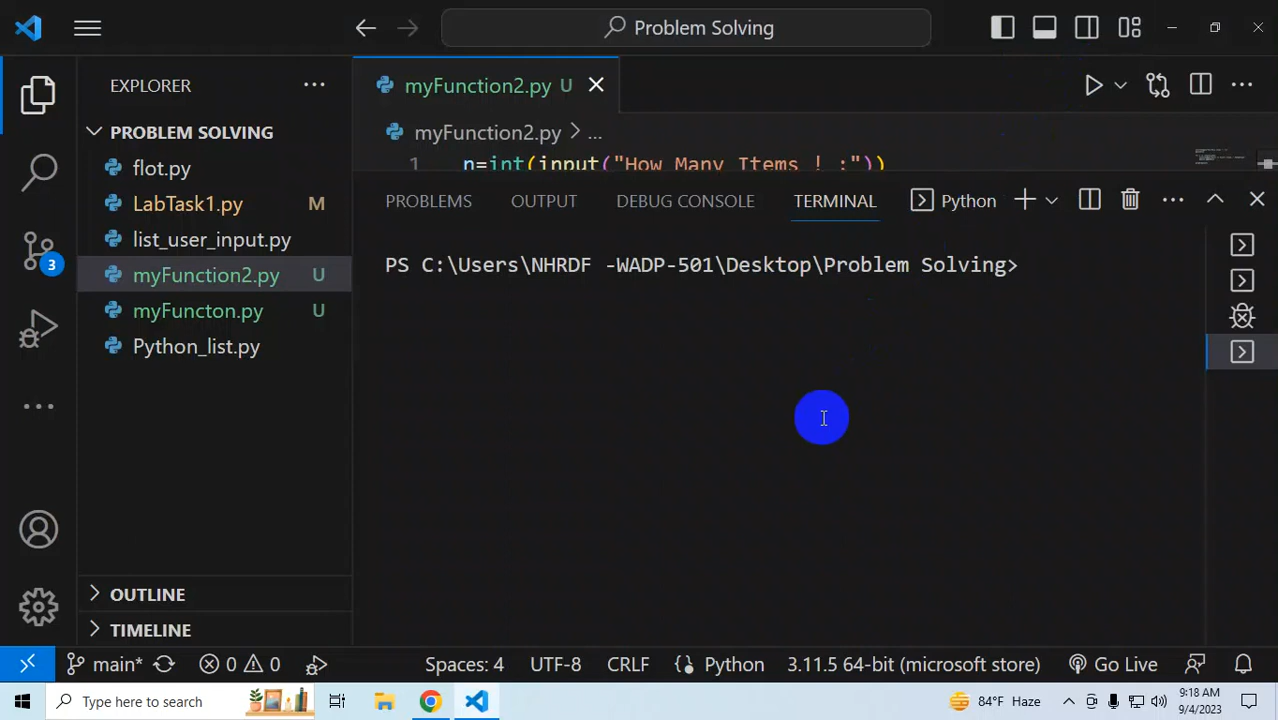 Problem Solving
EXPLORER
PROBLEM SOLVING
flot.py
LabTask1.py M
list_user_input.py
myFunction2.py U
myFuncton.py U
Python_list.py
OUTLINE
TIMELINE
myFunction2.py U
myFunction2.py > ...
1 n=int(input("How Many Items ! :"))
PROBLEMS OUTPUT DEBUG CONSOLE TERMINAL Python
PS C:\Users\NHRDF -WADP-501\Desktop\Problem Solving>
3
main* 0 0 Spaces: 4 UTF-8 CRLF Python 3.11.5 64-bit (microsoft store) Go Live
Type here to search 84°F Haze 9:18 AM
9/4/2023